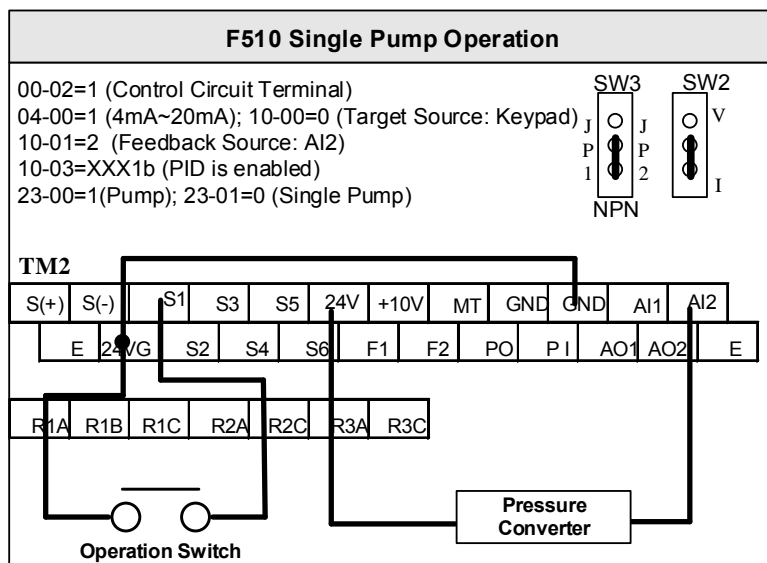 F510 Single Pump Operation
00-02=1 (Control Circuit Terminal)
04-00=1 (4mA~20mA); 10-00=0 (Target Source: Keypad)
10-01=2 (Feedback Source: AI2)
10-03=XXX1b (PID is enabled)
23-00=1(Pump); 23-01=0 (Single Pump)
SW3 SW2
J J V
P P
1 2 I
NPN
TM2
S(+) S(-) S1 S3 S5 24V +10V MT GND GND AI1 AI2
E 24VG S2 S4 S6 F1 F2 PO P I AO1 AO2 E
R1A R1B R1C R2A R2C R3A R3C
Pressure
Converter
Operation Switch